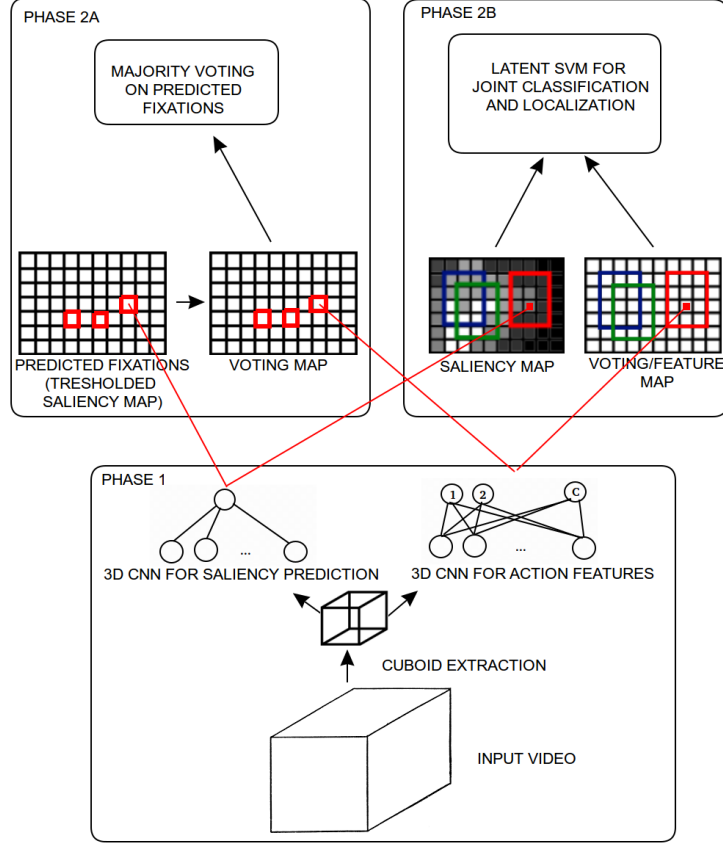 PHASE 2A
MAJORITY VOTING
ON PREDICTED
FIXATIONS
PREDICTED FIXATIONS
(TRESHOLDED
SALIENCY MAP)
VOTING MAP
PHASE 2B
LATENT SVM FOR
JOINT CLASSIFICATION
AND LOCALIZATION
SALIENCY MAP
VOTING/FEATURE
MAP
PHASE 1
...
3D CNN FOR SALIENCY PREDICTION
1 2 C
...
3D CNN FOR ACTION FEATURES
CUBOID EXTRACTION
INPUT VIDEO